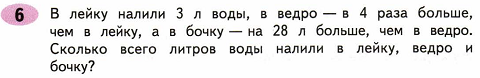 6 В лейку налили 3 л воды, в ведро — в 4 раза больше,
чем в лейку, а в бочку — на 28 л больше, чем в ведро.
Сколько всего литров воды налили в лейку, ведро и
бочку?